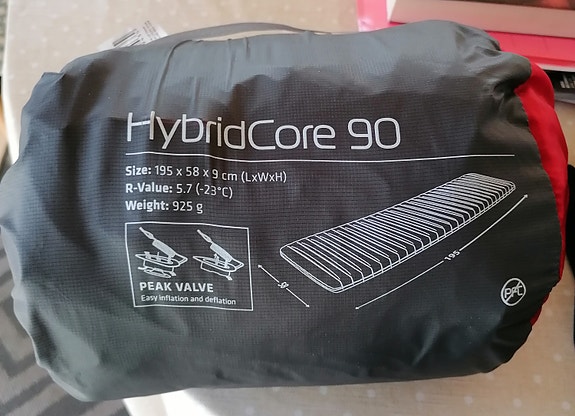 HybridCore 90
Size: 195 x 58 x 9 cm (LxWxH)
R-Value: 5.7 (-23°C)
Weight: 925 g
PEAK VALVE
Easy inflation and deflation
195
PFC